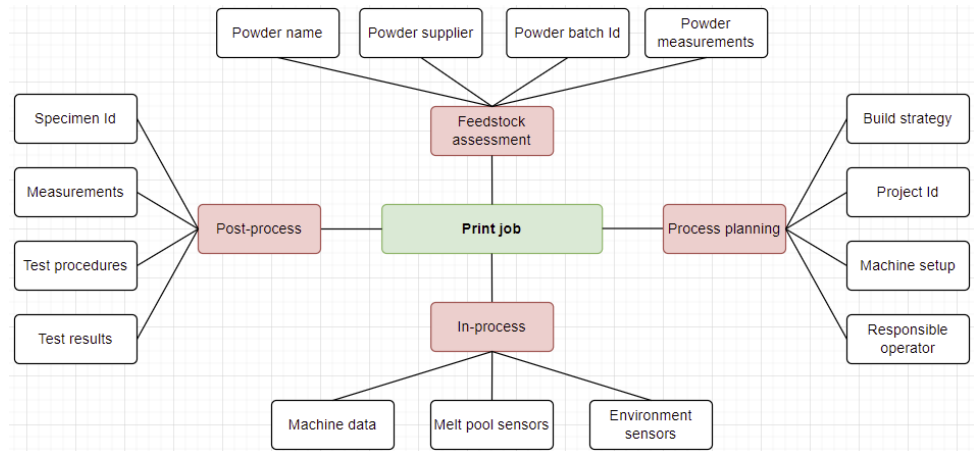 Powder name
Powder supplier
Powder batch Id
Powder
measurements
Feedstock
assessment
Specimen Id
Measurements
Test procedures
Test results
Post-process
Print job
Process planning
Build strategy
Project Id
Machine setup
Responsible
operator
In-process
Machine data
Melt pool sensors
Environment
sensors